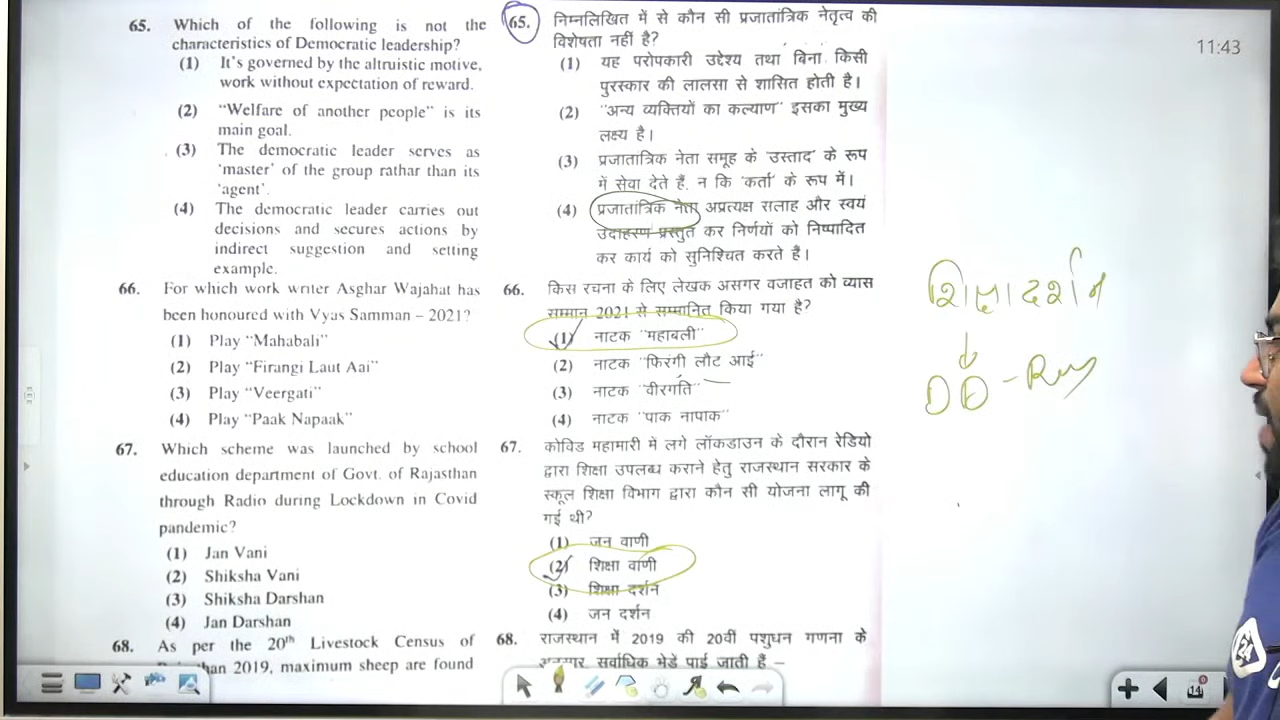 65. Which of the following is not the
characteristics of Democratic leadership?
(1) It's governed by the altruistic motive,
work without expectation of reward.
(2) "Welfare of another people" is its
main goal.
(3) The democratic leader serves as
'master' of the group rathar than its
'agent'.
(4) The democratic leader carries out
decisions and secures actions by
indirect suggestion and setting
example.
66. For which work writer Asghar Wajahat has
been honoured with Vyas Samman – 2021?
(1) Play "Mahabali"
(2) Play "Firangi Laut Aai"
(3) Play "Veergati"
(4) Play "Paak Napaak"
67. Which scheme was launched by school
education department of Govt. of Rajasthan
through Radio during Lockdown in Covid
pandemic?
(1) Jan Vani
(2) Shiksha Vani
(3) Shiksha Darshan
(4) Jan Darshan
68. As per the 20th Livestock Census of
than 2019, maximum sheep are found
65. निम्नलिखित में से कौन सी प्रजातांत्रिक नेतृत्व की
विशेषता नहीं है?
(1) यह परोपकारी उद्देश्य तथा बिना किसी
पुरस्कार की लालसा से शासित होती है।
(2) "अन्य व्यक्तियों का कल्याण" इसका मुख्य
लक्ष्य है।
(3) प्रजातात्रिक नेता समूह के 'उस्ताद' के रूप
में सेवा देते हैं, न कि 'कर्ता' के रूप में।
(4) प्रजातांत्रिक नेता अप्रत्यक्ष सलाह और स्वयं
उदाहरण प्रस्तुत कर निर्णयों को निष्पादित
कर कार्य को सुनिश्चित करते हैं।
66. किस रचना के लिए लेखक असगर वजाहत को व्यास
सम्मान 2021 से सम्मानित किया गया है?
(1) नाटक "महाबली"
(2) नाटक "फिरंगी लौट आई"
(3) नाटक "वीरगति"
(4) नाटक "पाक नापाक"
67. कोविड महामारी में लगे लॉकडाउन के दौरान रेडियो
द्वारा शिक्षा उपलब्ध कराने हेतु राजस्थान सरकार के
स्कूल शिक्षा विभाग द्वारा कौन सी योजना लागू की
गई थी?
(1) जन वाणी
(2) शिक्षा वाणी
(3) शिक्षा दर्शन
(4) जन दर्शन
68. राजस्थान में 2019 की 20वीं पशुधन गणना के
अनुसार, सर्वाधिक भेड़ें पाई जाती हैं –
11:43
शिक्षा दर्शन
DD - Raj
14